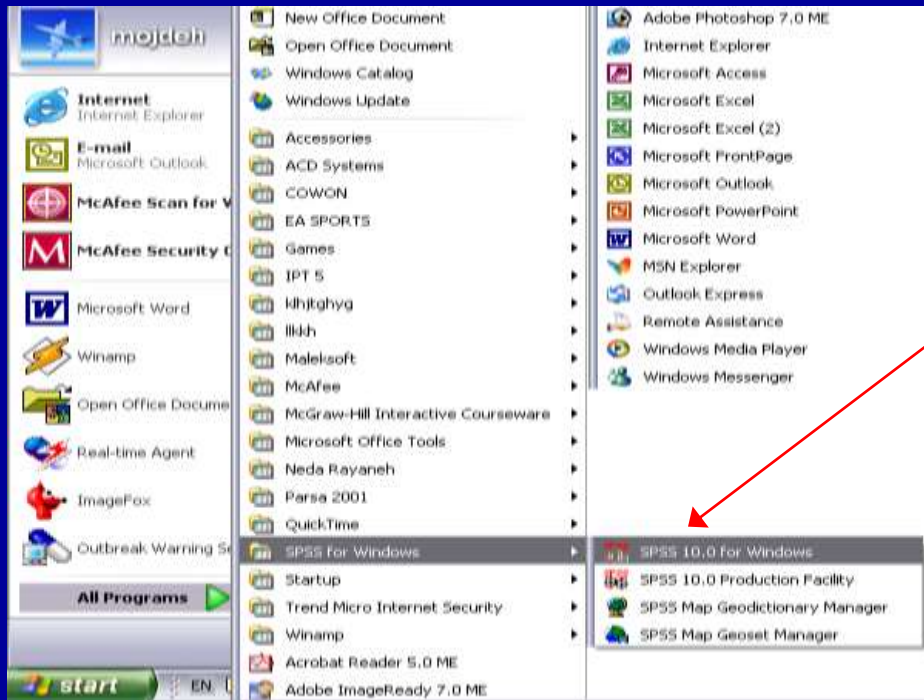 mojdeh
Internet
Internet Explorer
E-mail
Microsoft Outlook
McAfee Scan for V
McAfee Security C
Microsoft Word
Winamp
Open Office Docume
Real-time Agent
ImageFox
Outbreak Warning Se
All Programs
start
EN
New Office Document
Open Office Document
Windows Catalog
Windows Update
Accessories
ACD Systems
COWON
EA SPORTS
Games
IPT 5
klhjtghyg
llkkh
Maleksoft
McAfee
McGraw-Hill Interactive Courseware
Microsoft Office Tools
Neda Rayaneh
Parsa 2001
QuickTime
SPSS for Windows
Startup
Trend Micro Internet Security
Winamp
Acrobat Reader 5.0 ME
Adobe ImageReady 7.0 ME
Adobe Photoshop 7.0 ME
Internet Explorer
Microsoft Access
Microsoft Excel
Microsoft Excel (2)
Microsoft FrontPage
Microsoft Outlook
Microsoft PowerPoint
Microsoft Word
MSN Explorer
Outlook Express
Remote Assistance
Windows Media Player
Windows Messenger
SPSS 10.0 for Windows
SPSS 10.0 Production Facility
SPSS Map Geodictionary Manager
SPSS Map Geoset Manager